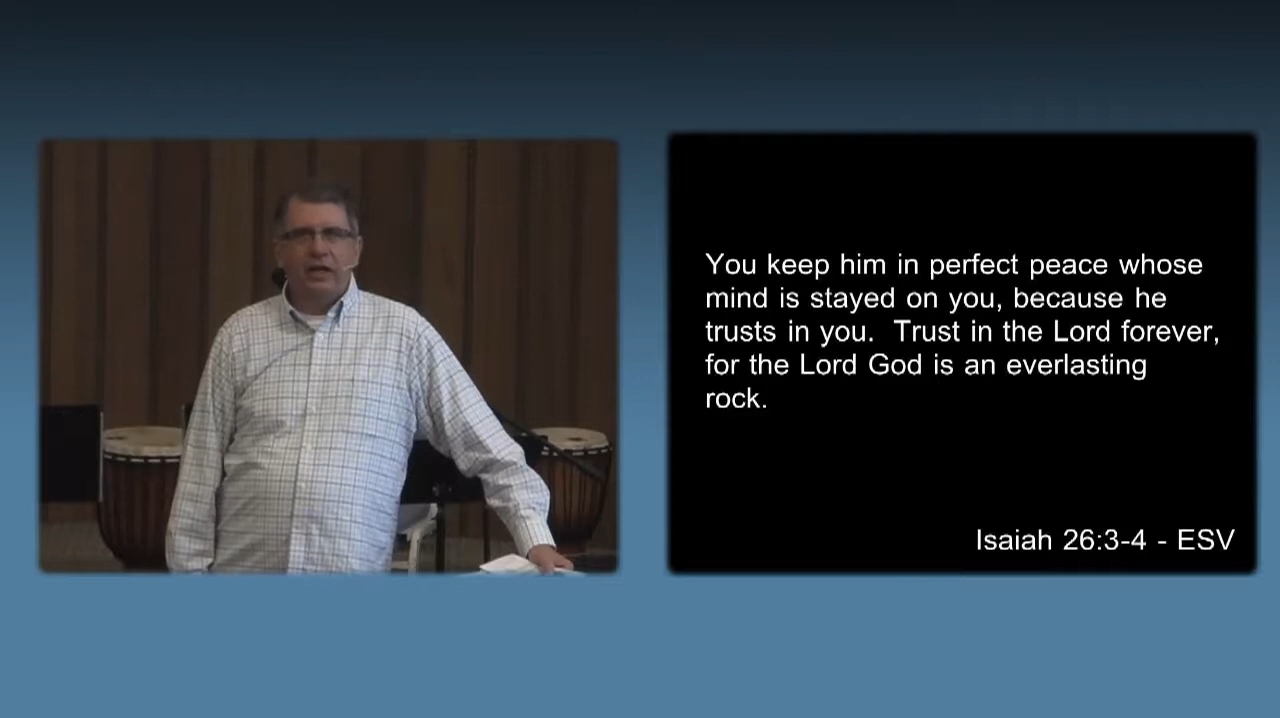 You keep him in perfect peace whose
mind is stayed on you, because he
trusts in you.  Trust in the Lord forever,
for the Lord God is an everlasting
rock.
Isaiah 26:3-4 - ESV